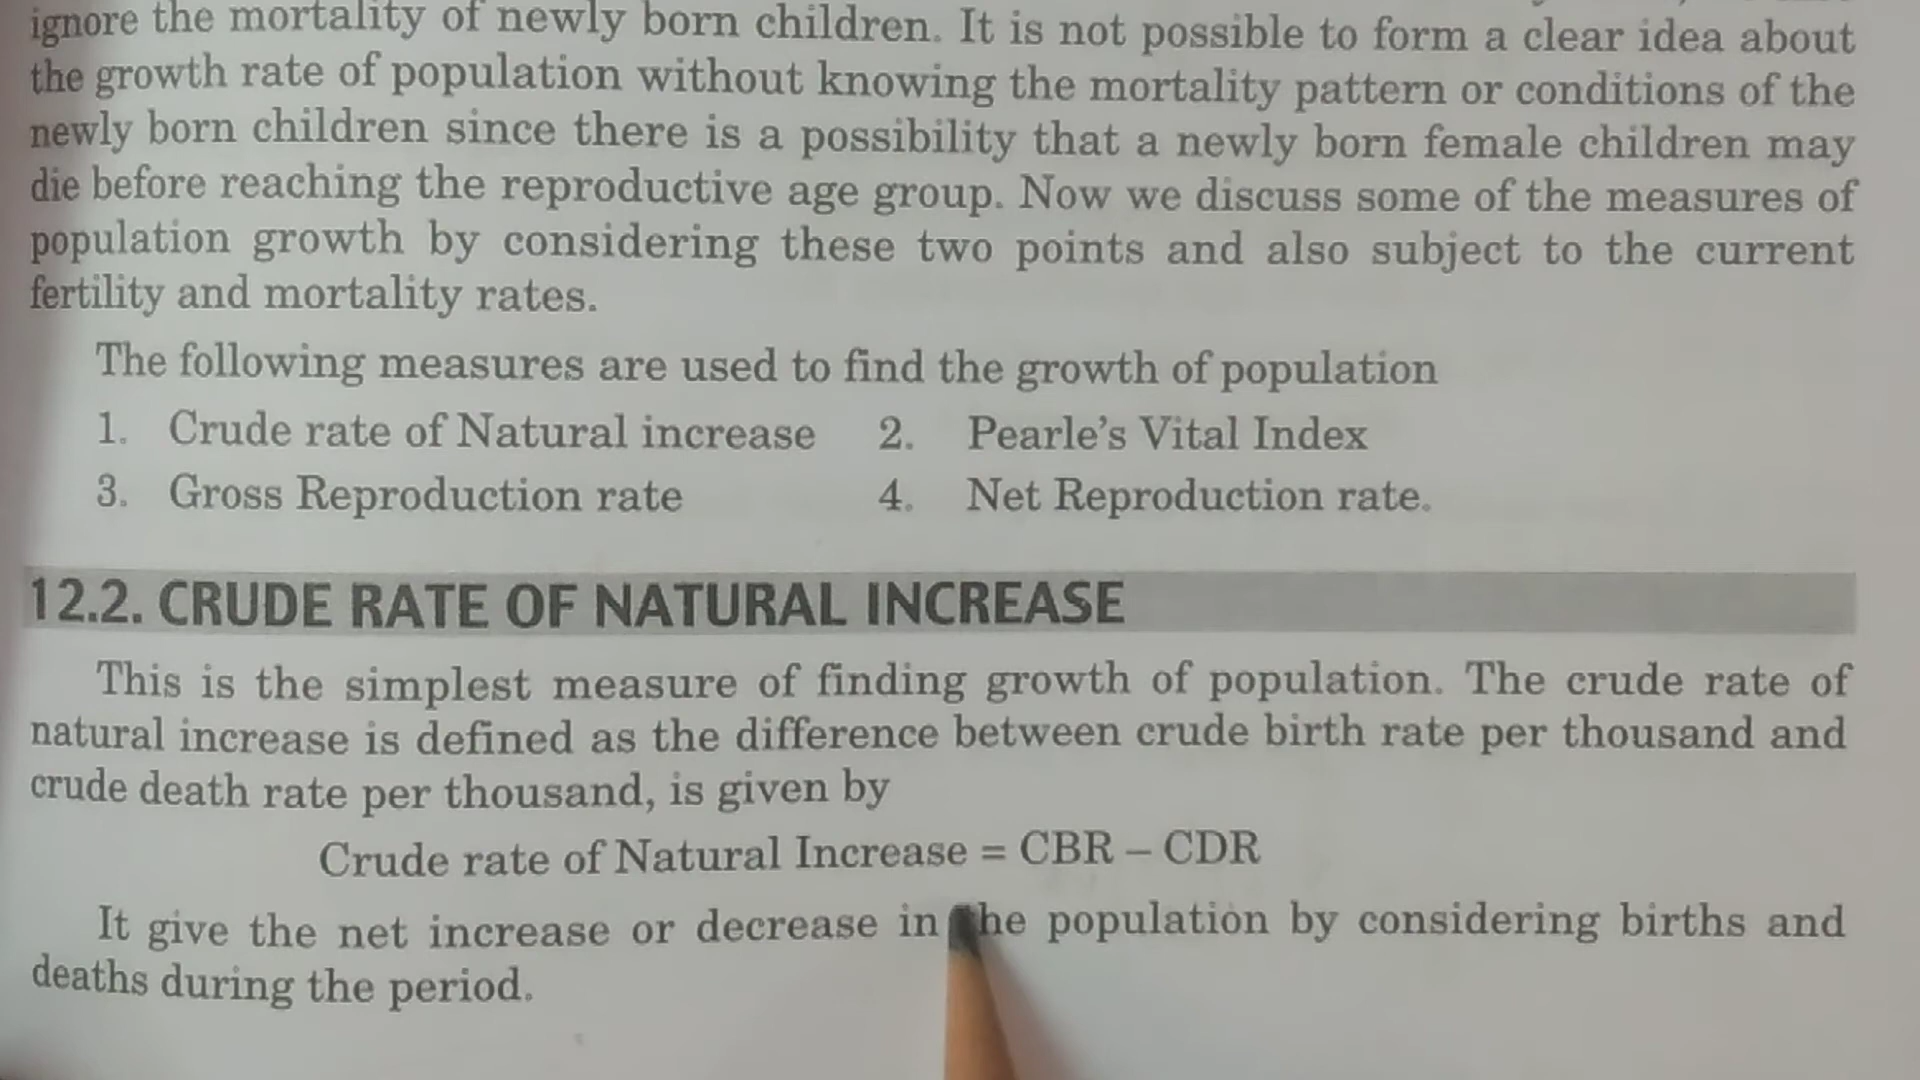 ignore the mortality of newly born children. It is not possible to form a clear idea about
the growth rate of population without knowing the mortality pattern or conditions of the
newly born children since there is a possibility that a newly born female children may
die before reaching the reproductive age group. Now we discuss some of the measures of
population growth by considering these two points and also subject to the current
fertility and mortality rates.
The following measures are used to find the growth of population
1. Crude rate of Natural increase 2. Pearle's Vital Index
3. Gross Reproduction rate 4. Net Reproduction rate.
12.2. CRUDE RATE OF NATURAL INCREASE
This is the simplest measure of finding growth of population. The crude rate of
natural increase is defined as the difference between crude birth rate per thousand and
crude death rate per thousand, is given by
Crude rate of Natural Increase = CBR – CDR
It give the net increase or decrease in the population by considering births and
deaths during the period.